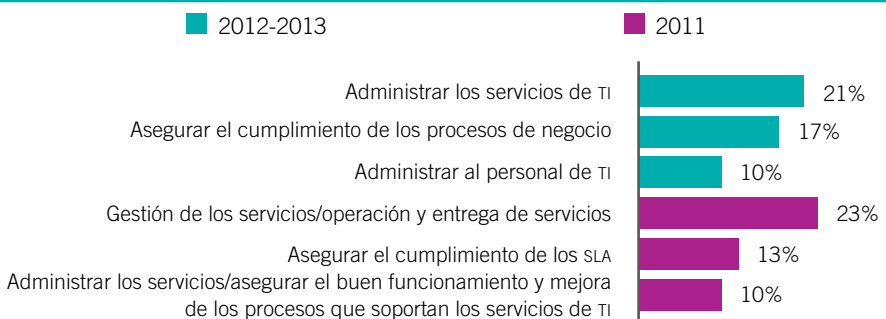 2012-2013 2011
Administrar los servicios de TI 21%
Asegurar el cumplimiento de los procesos de negocio 17%
Administrar al personal de TI 10%
Gestión de los servicios/operación y entrega de servicios 23%
Asegurar el cumplimiento de los SLA 13%
Administrar los servicios/asegurar el buen funcionamiento y mejora
de los procesos que soportan los servicios de TI 10%